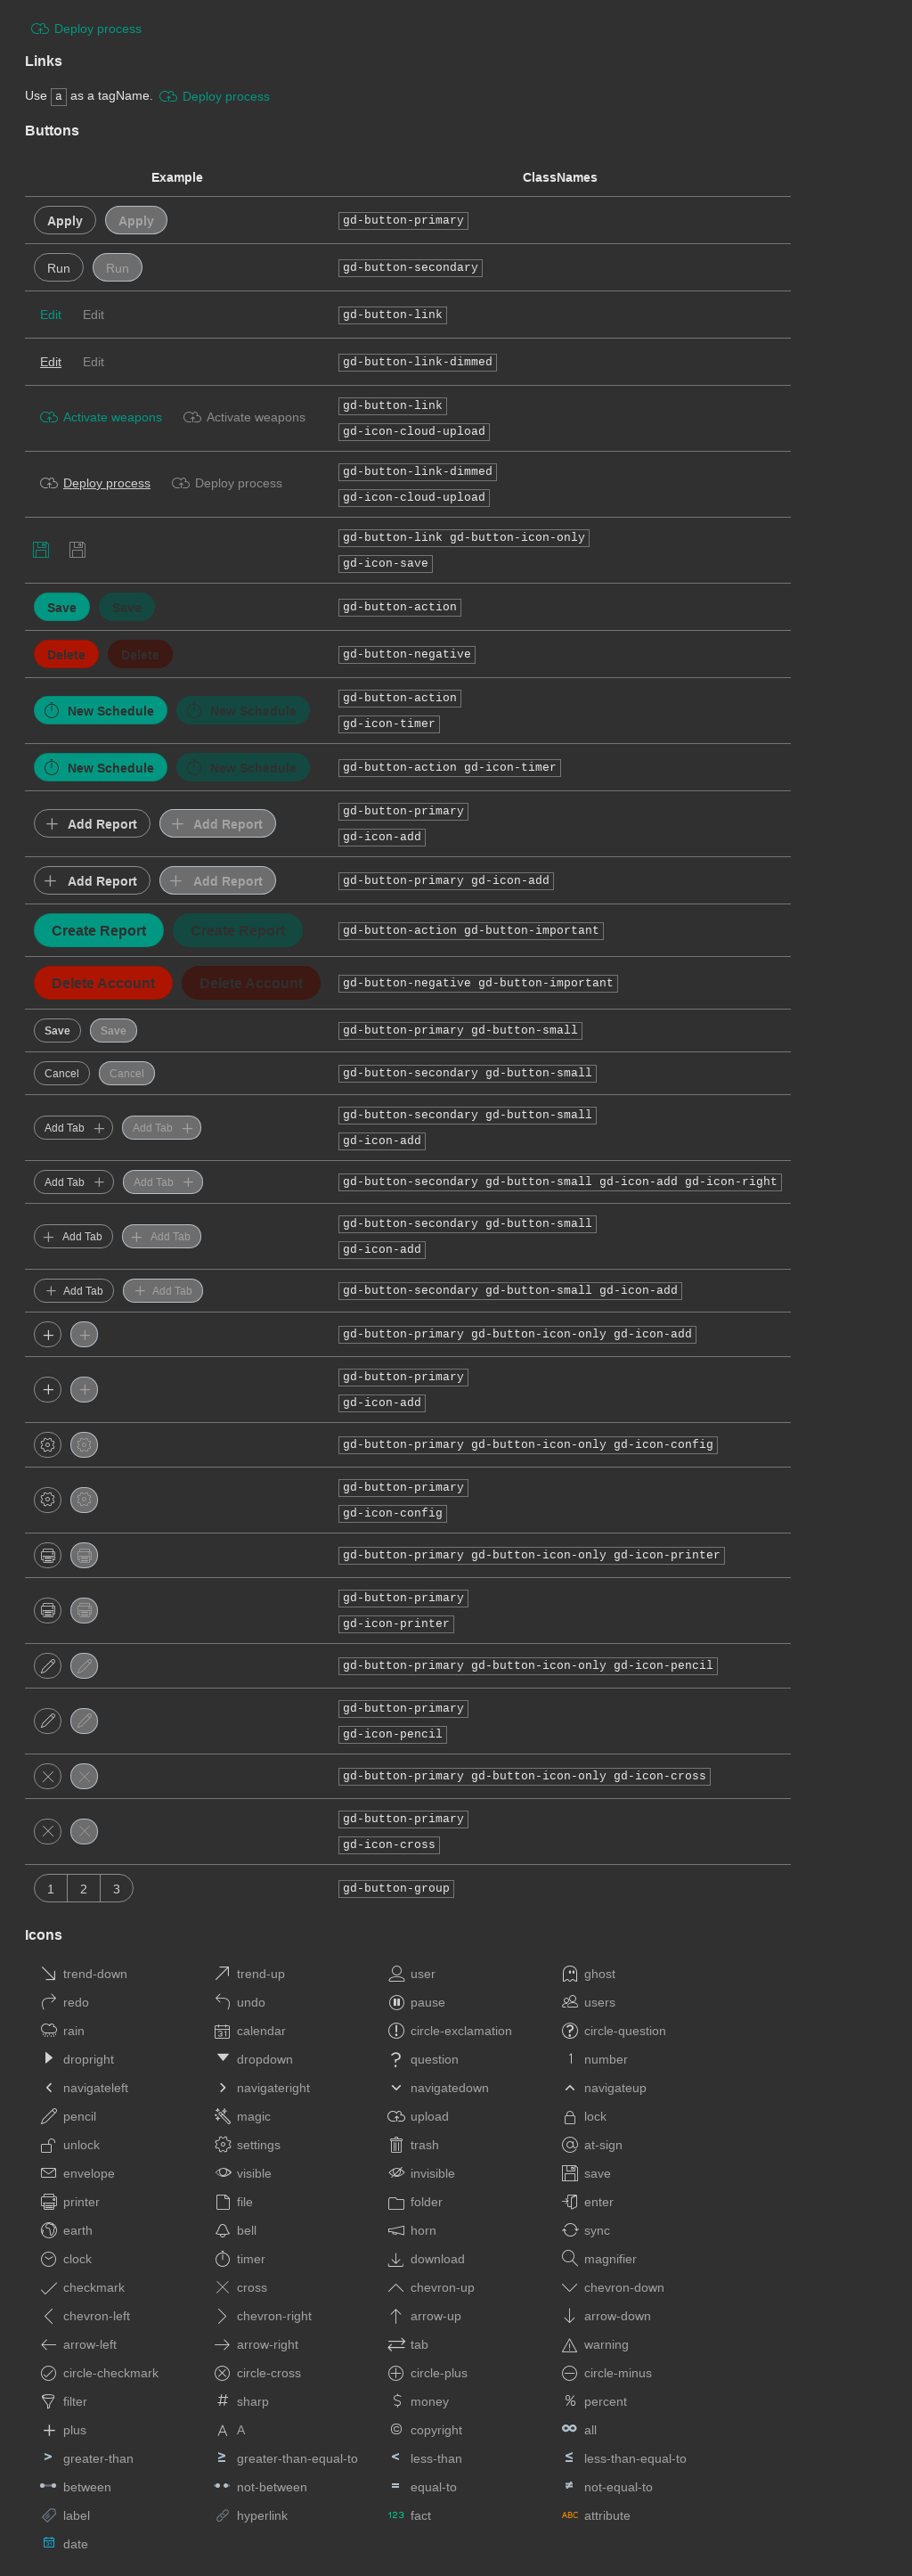 Deploy process
Links
Use a as a tagName. Deploy process
Buttons
Example ClassNames
Apply Apply gd-button-primary
Run Run gd-button-secondary
Edit Edit gd-button-link
Edit Edit gd-button-link-dimmed
Activate weapons Activate weapons gd-button-link
gd-icon-cloud-upload
Deploy process Deploy process gd-button-link-dimmed
gd-icon-cloud-upload
gd-button-link gd-button-icon-only
gd-icon-save
Save Save gd-button-action
Delete Delete gd-button-negative
New Schedule New Schedule gd-button-action
gd-icon-timer
New Schedule New Schedule gd-button-action gd-icon-timer
Add Report Add Report gd-button-primary
gd-icon-add
Add Report Add Report gd-button-primary gd-icon-add
Create Report Create Report gd-button-action gd-button-important
Delete Account Delete Account gd-button-negative gd-button-important
Save Save gd-button-primary gd-button-small
Cancel Cancel gd-button-secondary gd-button-small
Add Tab Add Tab gd-button-secondary gd-button-small
gd-icon-add
Add Tab Add Tab gd-button-secondary gd-button-small gd-icon-add gd-icon-right
Add Tab Add Tab gd-button-secondary gd-button-small
gd-icon-add
Add Tab Add Tab gd-button-secondary gd-button-small gd-icon-add
gd-button-primary gd-button-icon-only gd-icon-add
gd-button-primary
gd-icon-add
gd-button-primary gd-button-icon-only gd-icon-config
gd-button-primary
gd-icon-config
gd-button-primary gd-button-icon-only gd-icon-printer
gd-button-primary
gd-icon-printer
gd-button-primary gd-button-icon-only gd-icon-pencil
gd-button-primary
gd-icon-pencil
gd-button-primary gd-button-icon-only gd-icon-cross
gd-button-primary
gd-icon-cross
1 2 3 gd-button-group
Icons
trend-down trend-up user ghost
redo undo pause users
rain calendar circle-exclamation circle-question
dropright dropdown question number
navigateleft navigateright navigatedown navigateup
pencil magic upload lock
unlock settings trash at-sign
envelope visible invisible save
printer file folder enter
earth bell horn sync
clock timer download magnifier
checkmark cross chevron-up chevron-down
chevron-left chevron-right arrow-up arrow-down
arrow-left arrow-right tab warning
circle-checkmark circle-cross circle-plus circle-minus
filter sharp money percent
plus A copyright all
greater-than greater-than-equal-to less-than less-than-equal-to
between not-between equal-to not-equal-to
label hyperlink 123 fact ABC attribute
date